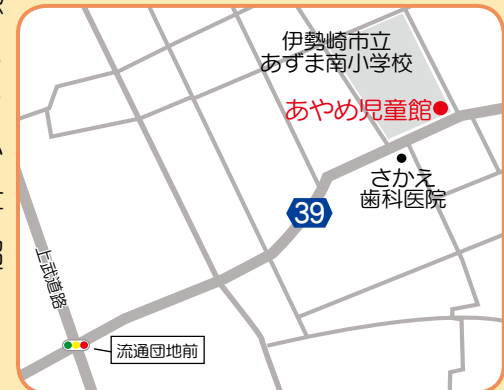 伊勢崎市立
あずま南小学校
あやめ児童館
さかえ
歯科医院
39
上武道路
流通団地前